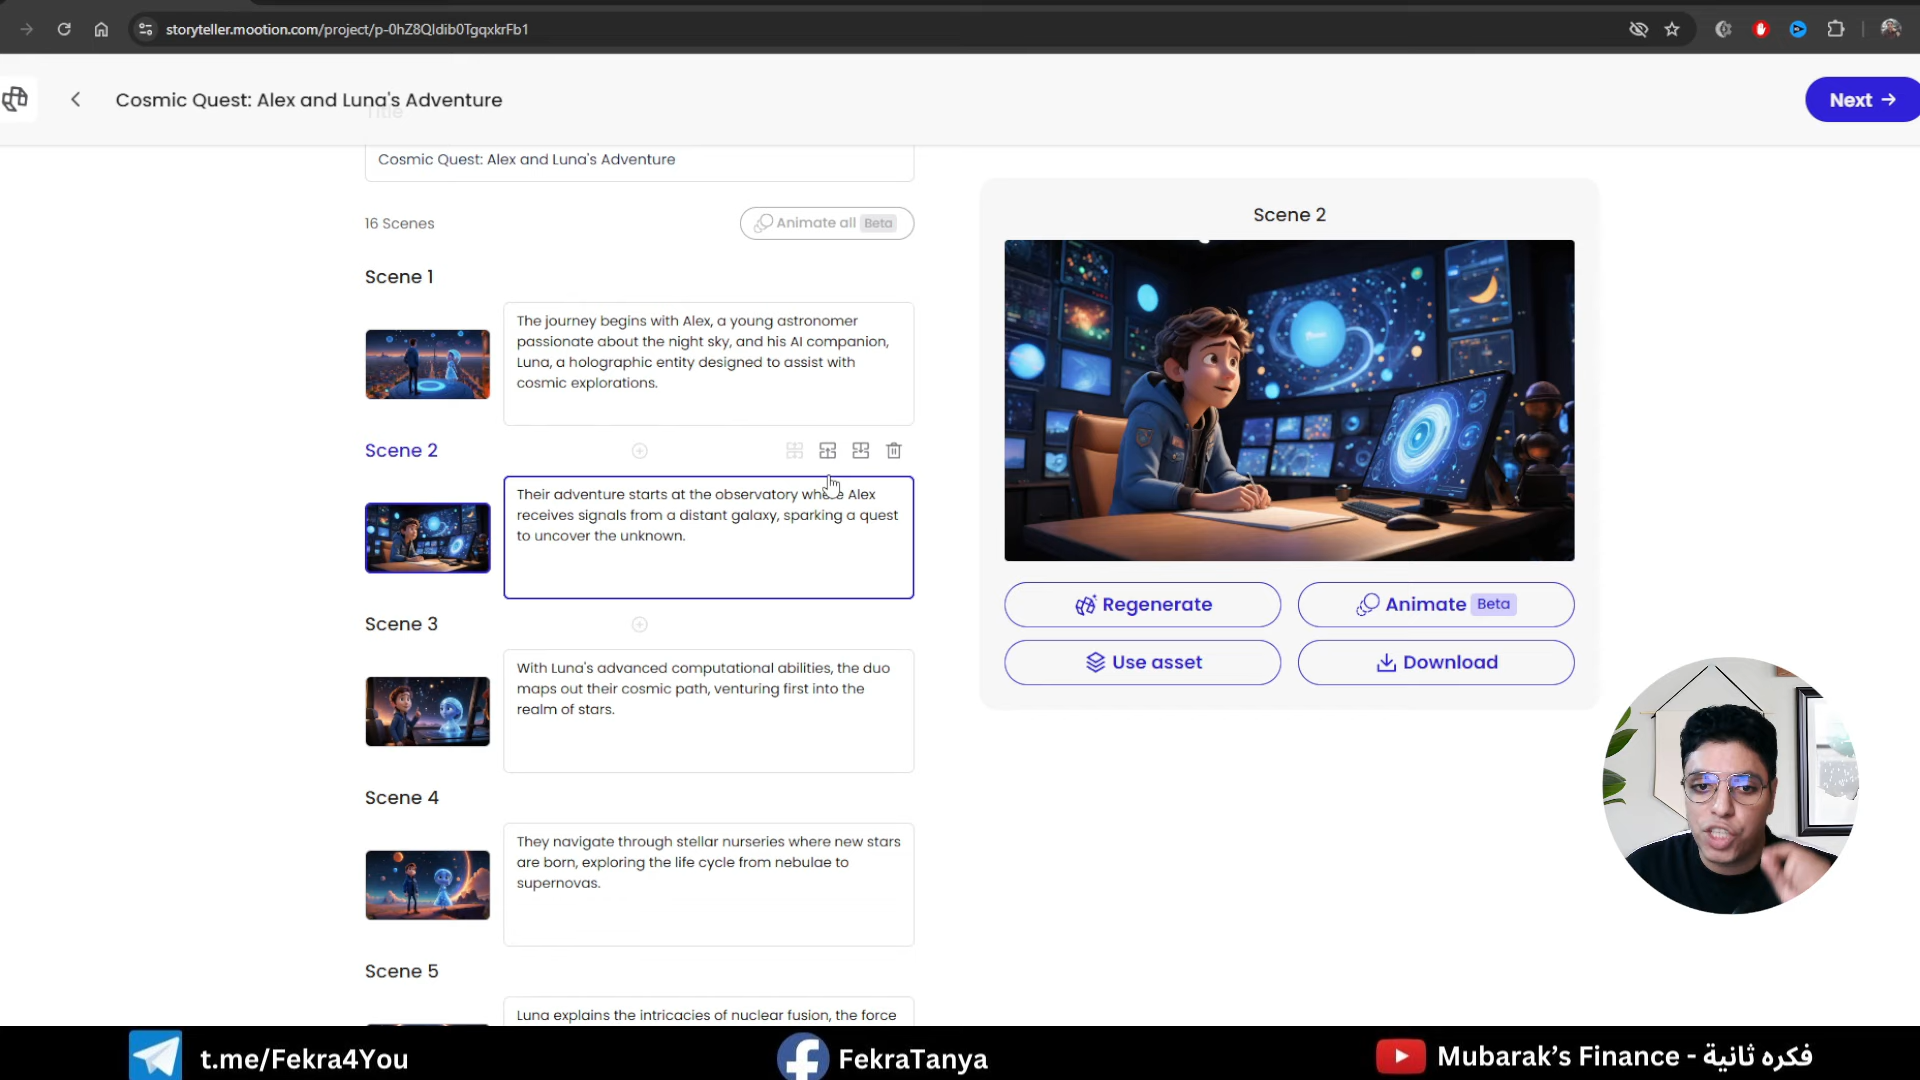 storyteller.mootion.com/project/p-0hZ8Qldib0TgqxkrFb1
Cosmic Quest: Alex and Luna's Adventure
Next
Title
Cosmic Quest: Alex and Luna's Adventure
16 Scenes
Animate all Beta
Scene 1
The journey begins with Alex, a young astronomer
passionate about the night sky, and his AI companion,
Luna, a holographic entity designed to assist with
cosmic explorations.
Scene 2
Their adventure starts at the observatory where Alex
receives signals from a distant galaxy, sparking a quest
to uncover the unknown.
Scene 3
With Luna's advanced computational abilities, the duo
maps out their cosmic path, venturing first into the
realm of stars.
Scene 4
They navigate through stellar nurseries where new stars
are born, exploring the life cycle from nebulae to
supernovas.
Scene 5
Luna explains the intricacies of nuclear fusion, the force
Scene 2
Regenerate
Animate Beta
Use asset
Download
t.me/Fekra4You
FekraTanya
Mubarak's Finance - فكره ثانية